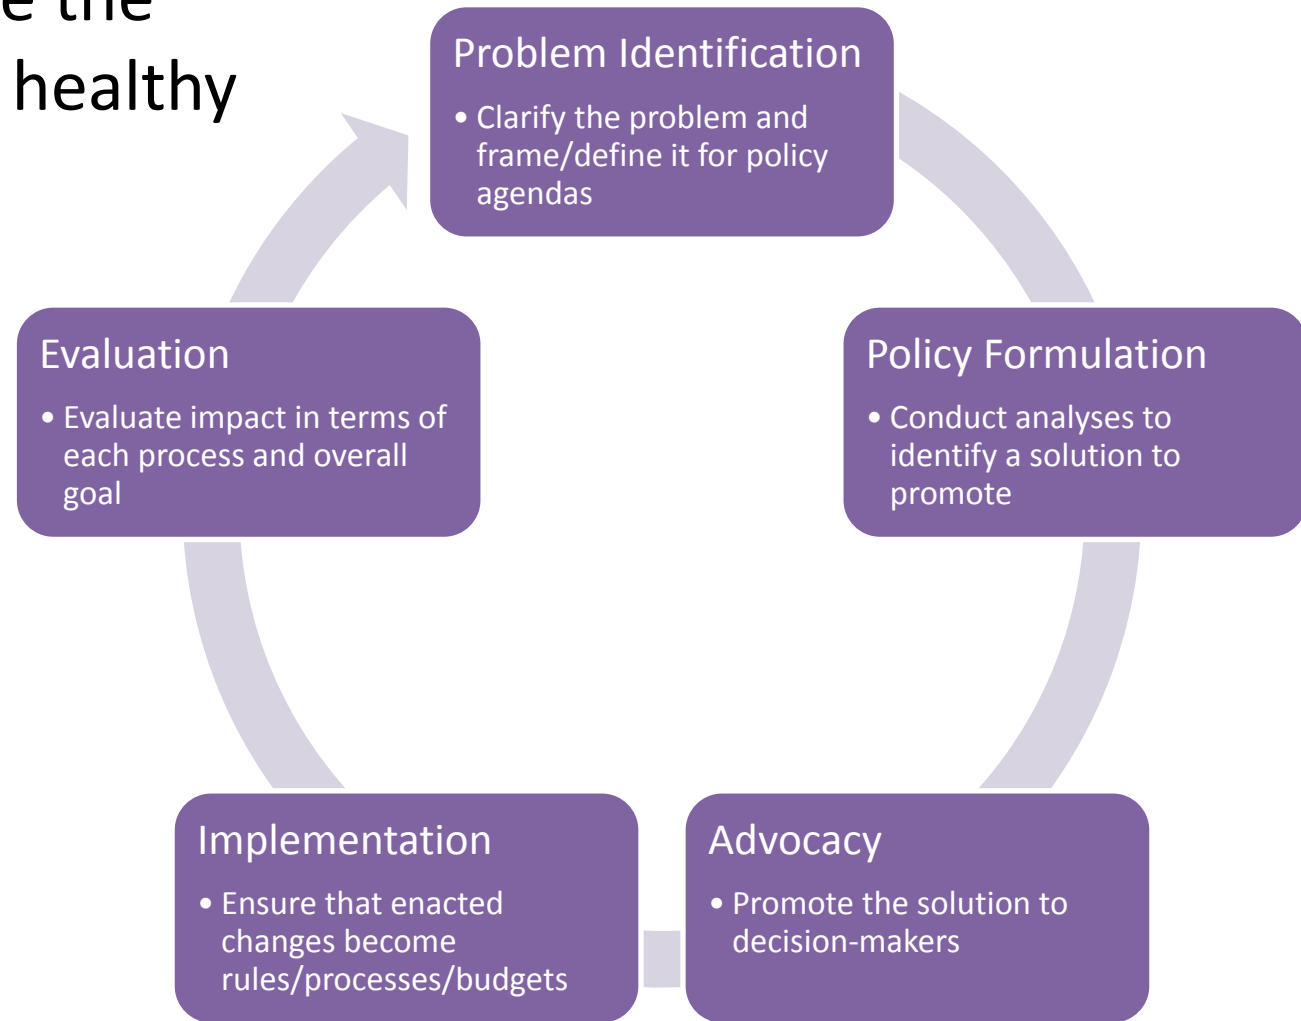 e the
healthy
Problem Identification
• Clarify the problem and
frame/define it for policy
agendas
Policy Formulation
• Conduct analyses to
identify a solution to
promote
Advocacy
• Promote the solution to
decision-makers
Implementation
• Ensure that enacted
changes become
rules/processes/budgets
Evaluation
• Evaluate impact in terms of
each process and overall
goal